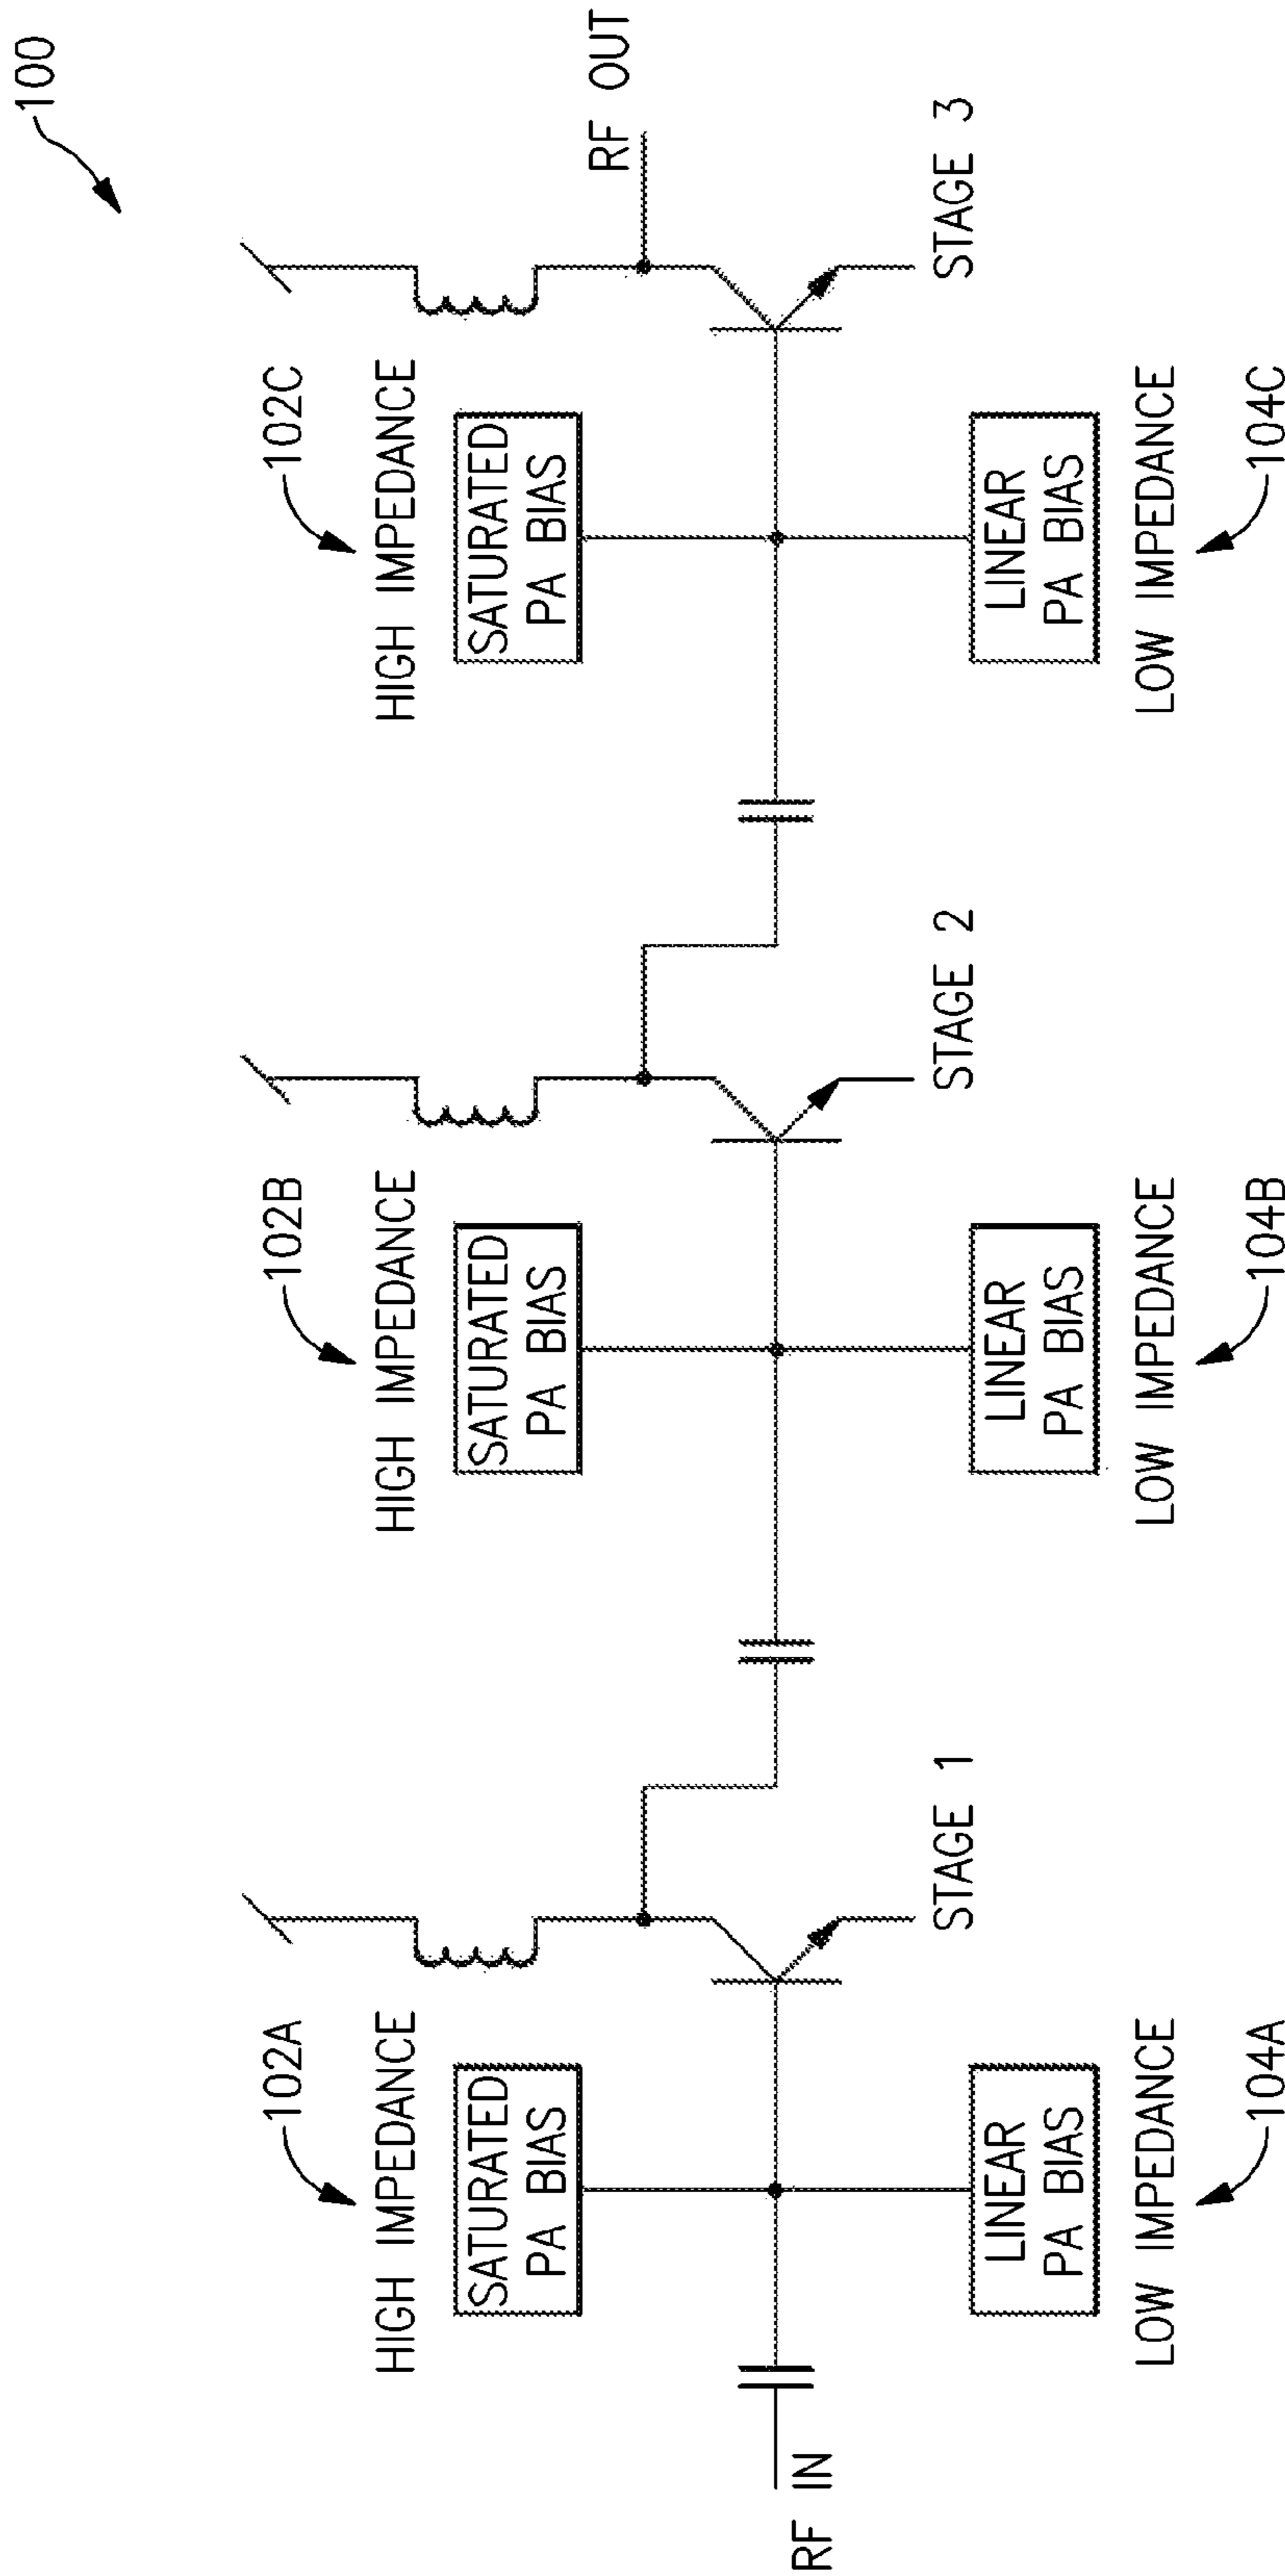 100
102A
HIGH IMPEDANCE
SATURATED
PA BIAS
RF IN
LINEAR
PA BIAS
LOW IMPEDANCE
104A
STAGE 1
102B
HIGH IMPEDANCE
SATURATED
PA BIAS
LINEAR
PA BIAS
LOW IMPEDANCE
104B
STAGE 2
102C
HIGH IMPEDANCE
SATURATED
PA BIAS
LINEAR
PA BIAS
LOW IMPEDANCE
104C
RF OUT
STAGE 3